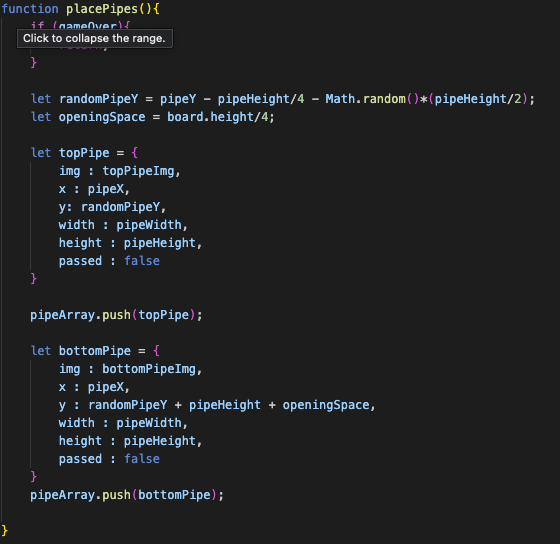 function placePipes(){
if (gameOver){
Click to collapse the range.
}
let randomPipeY = pipeY - pipeHeight/4 - Math.random()*(pipeHeight/2);
let openingSpace = board.height/4;
let topPipe = {
img : topPipeImg,
x : pipeX,
y: randomPipeY,
width : pipeWidth,
height : pipeHeight,
passed : false
}
pipeArray.push(topPipe);
let bottomPipe = {
img : bottomPipeImg,
x : pipeX,
y : randomPipeY + pipeHeight + openingSpace,
width : pipeWidth,
height : pipeHeight,
passed : false
}
pipeArray.push(bottomPipe);
}